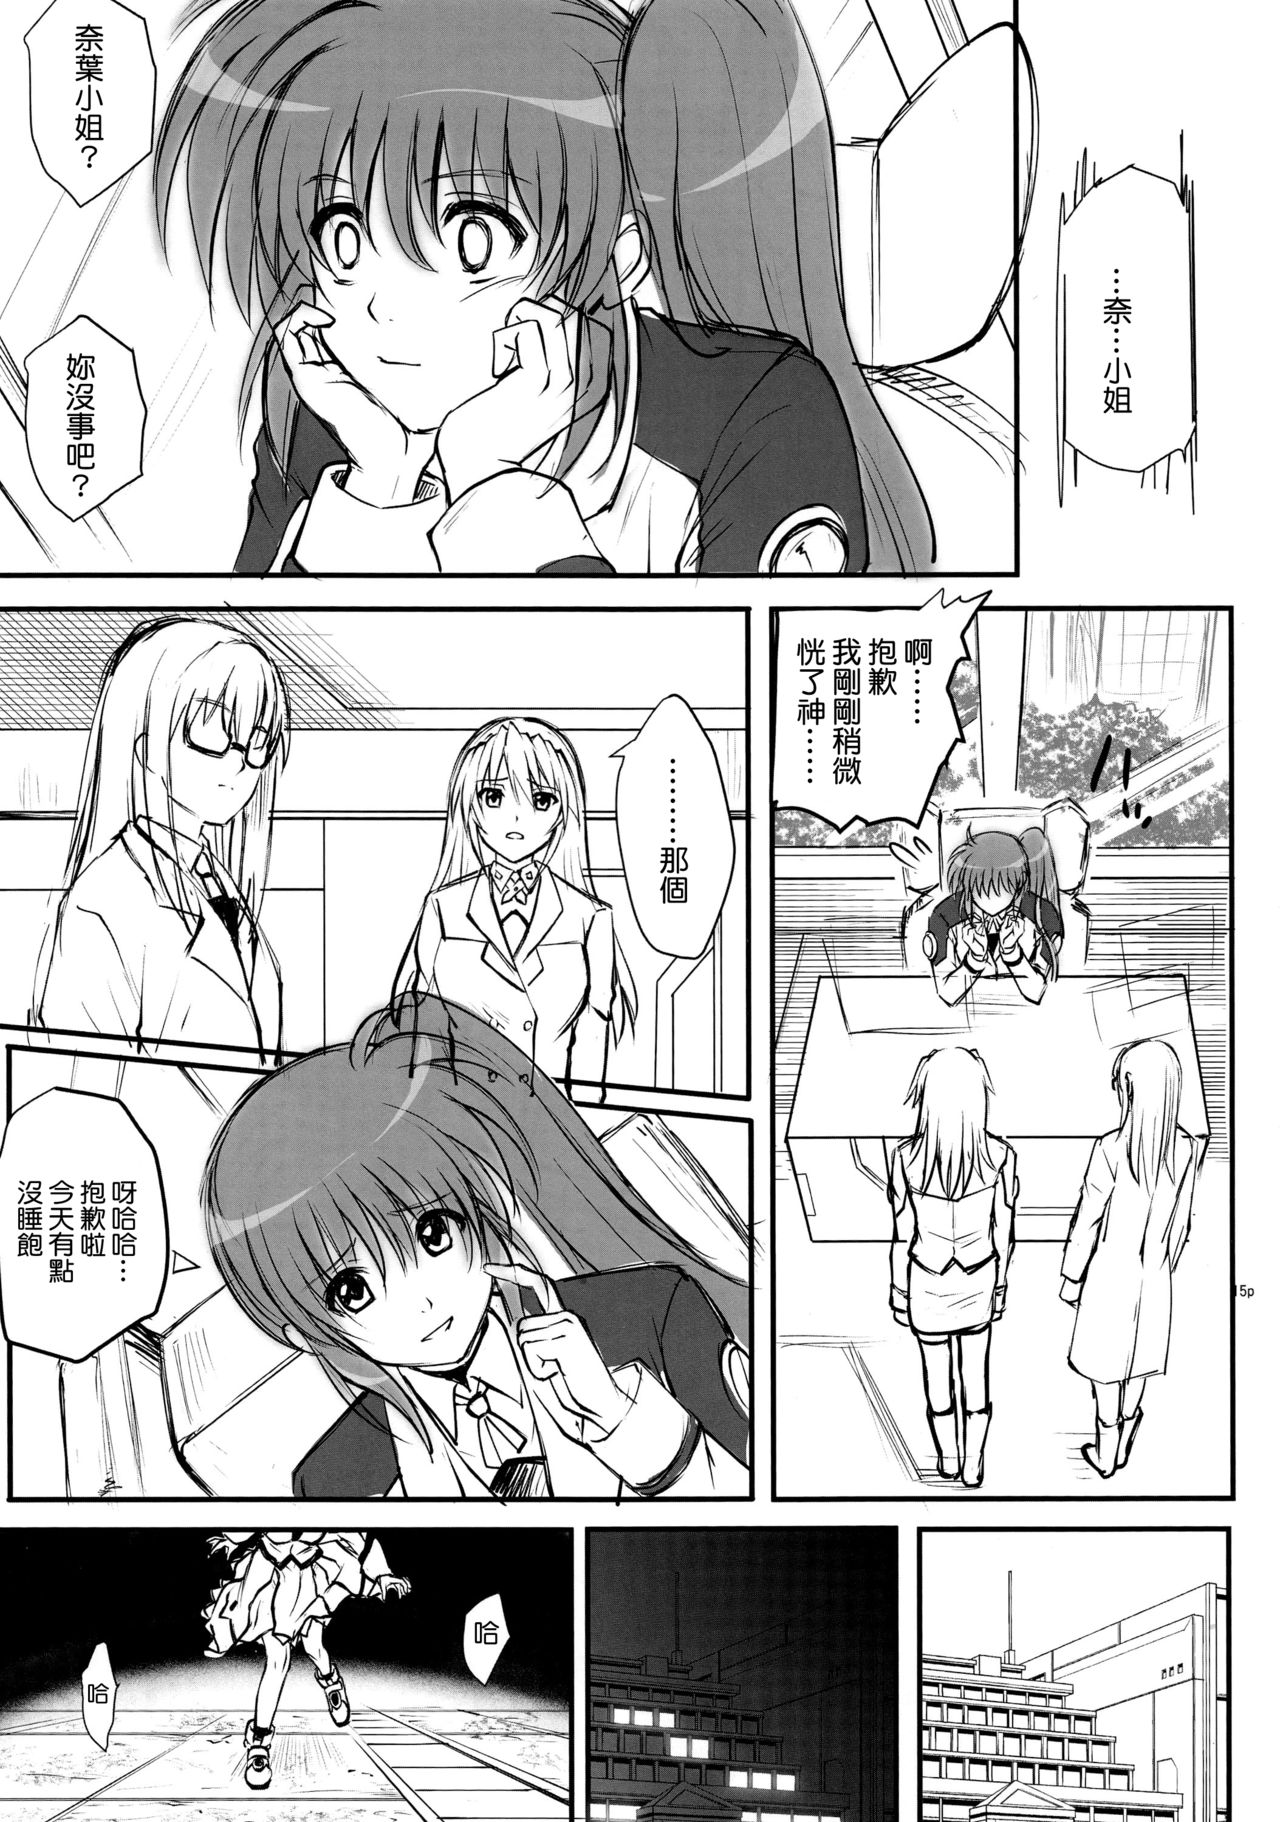 …奈…小姐
奈葉小姐？
妳沒事吧？
啊……
抱歉
我剛剛稍微
恍了神……
………那個
呀哈哈…
抱歉啦
今天有點
沒睡飽
15p
哈
哈